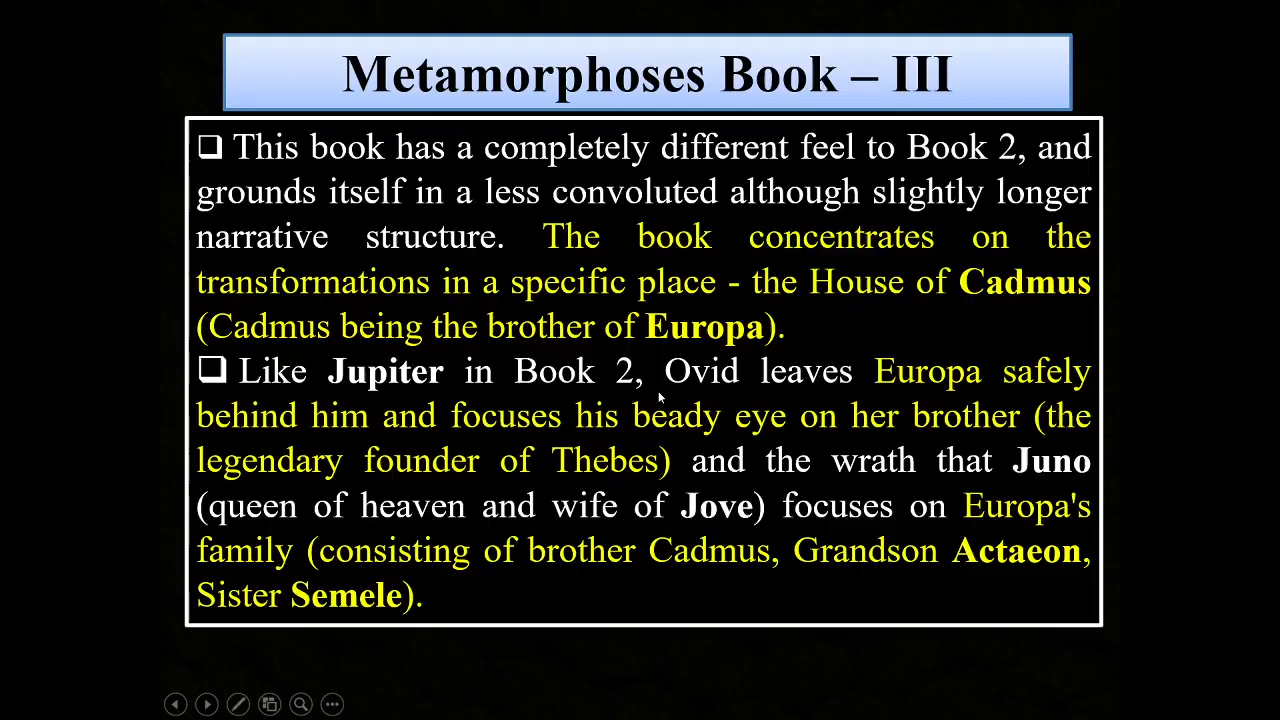 Metamorphoses Book – III
❑ This book has a completely different feel to Book 2, and
grounds itself in a less convoluted although slightly longer
narrative structure. The book concentrates on the
transformations in a specific place - the House of Cadmus
(Cadmus being the brother of Europa).
❑ Like Jupiter in Book 2, Ovid leaves Europa safely
behind him and focuses his beady eye on her brother (the
legendary founder of Thebes) and the wrath that Juno
(queen of heaven and wife of Jove) focuses on Europa's
family (consisting of brother Cadmus, Grandson Actaeon,
Sister Semele).